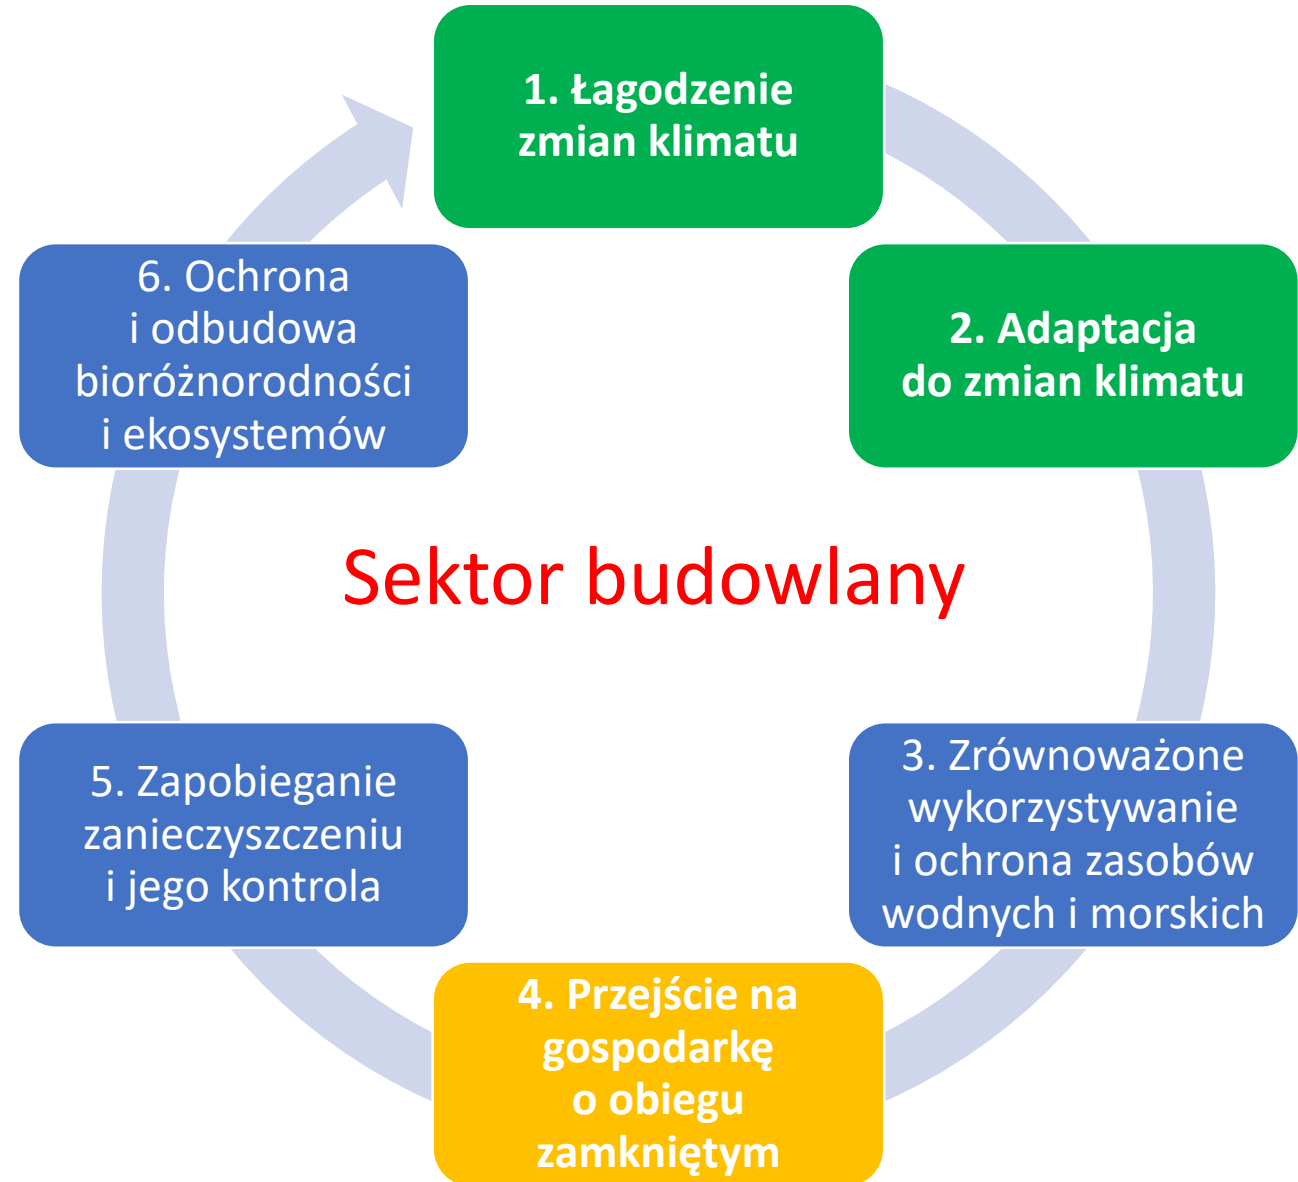 1. Łagodzenie
zmian klimatu
2. Adaptacja
do zmian klimatu
3. Zrównoważone
wykorzystywanie
i ochrona zasobów
wodnych i morskich
4. Przejście na
gospodarkę
o obiegu
zamkniętym
5. Zapobieganie
zanieczyszczeniu
i jego kontrola
6. Ochrona
i odbudowa
bioróżnorodności
i ekosystemów
Sektor budowlany